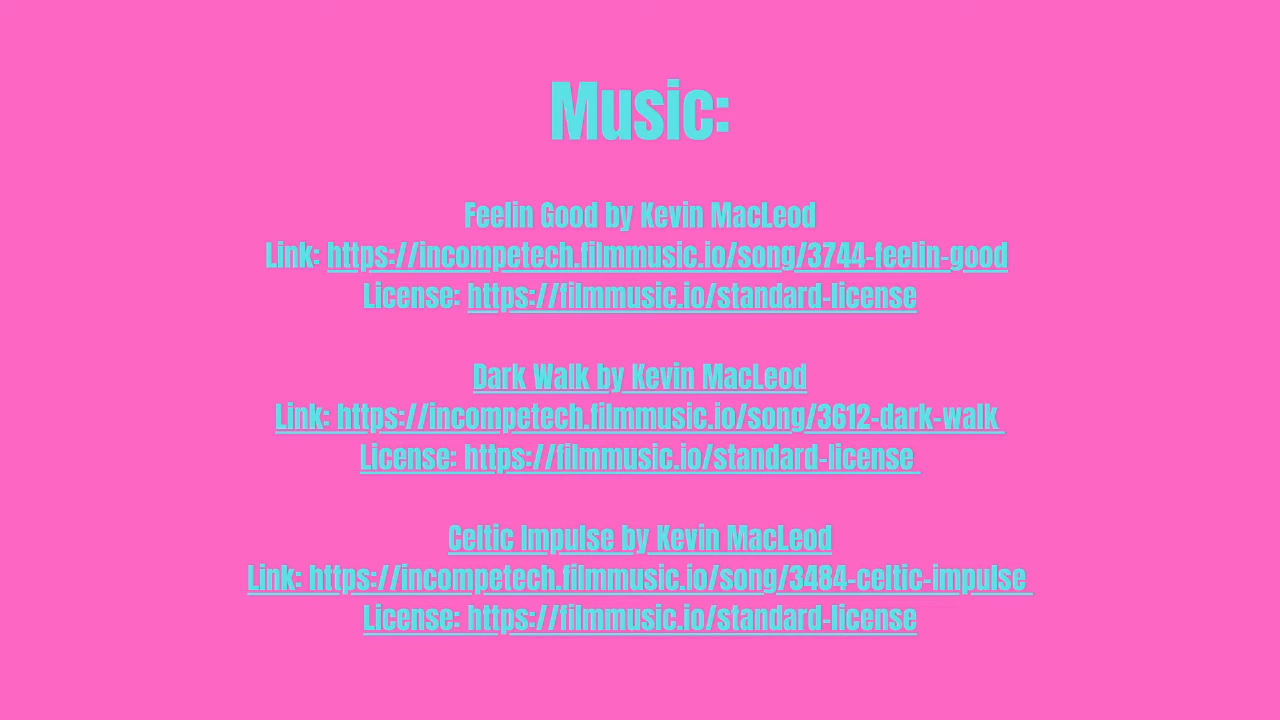 Music:
Feelin Good by Kevin MacLeod
Link: https://incompetech.filmmusic.io/song/3744-feelin-good
License: https://filmmusic.io/standard-license
Dark Walk by Kevin MacLeod
Link: https://incompetech.filmmusic.io/song/3612-dark-walk
License: https://filmmusic.io/standard-license
Celtic Impulse by Kevin MacLeod
Link: https://incompetech.filmmusic.io/song/3484-celtic-impulse
License: https://filmmusic.io/standard-license